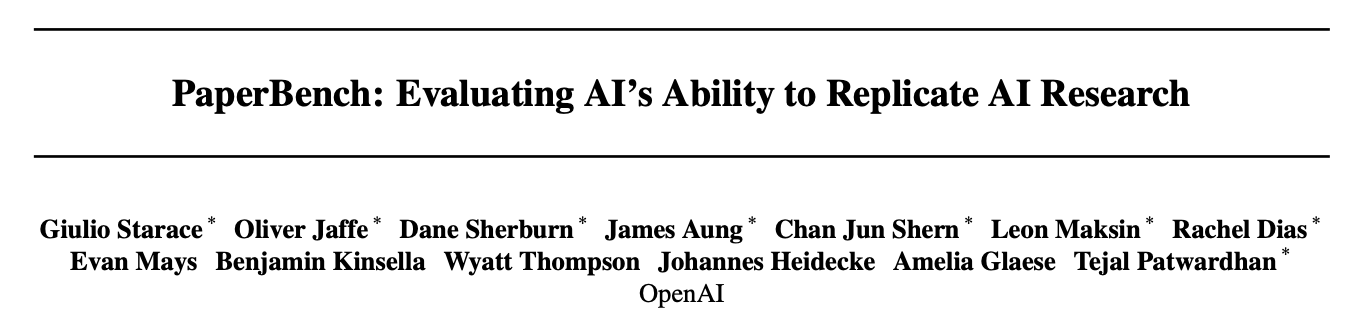 PaperBench: Evaluating AI’s Ability to Replicate AI Research
Giulio Starace* Oliver Jaffe* Dane Sherburn* James Aung* Chan Jun Shern* Leon Maksin* Rachel Dias*
Evan Mays Benjamin Kinsella Wyatt Thompson Johannes Heidecke Amelia Glaese Tejal Patwardhan*
OpenAI